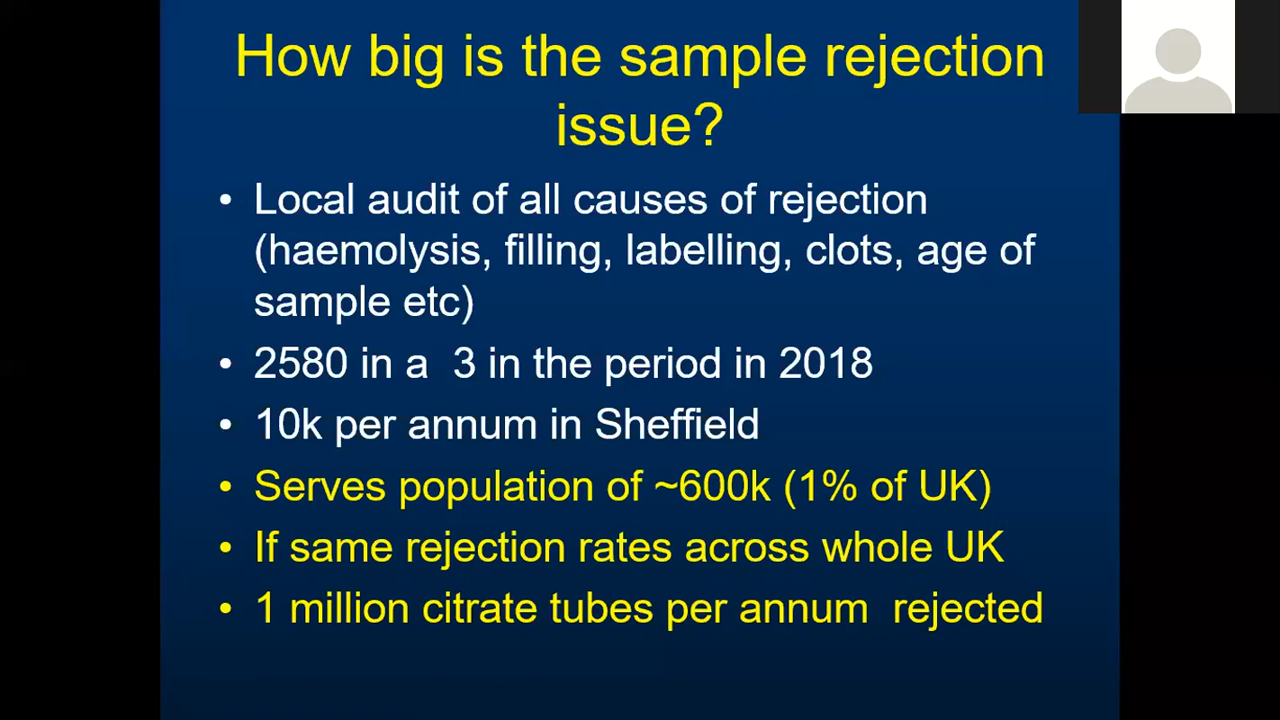 How big is the sample rejection
issue?
• Local audit of all causes of rejection
(haemolysis, filling, labelling, clots, age of
sample etc)
• 2580 in a  3 in the period in 2018
• 10k per annum in Sheffield
• Serves population of ~600k (1% of UK)
• If same rejection rates across whole UK
• 1 million citrate tubes per annum  rejected